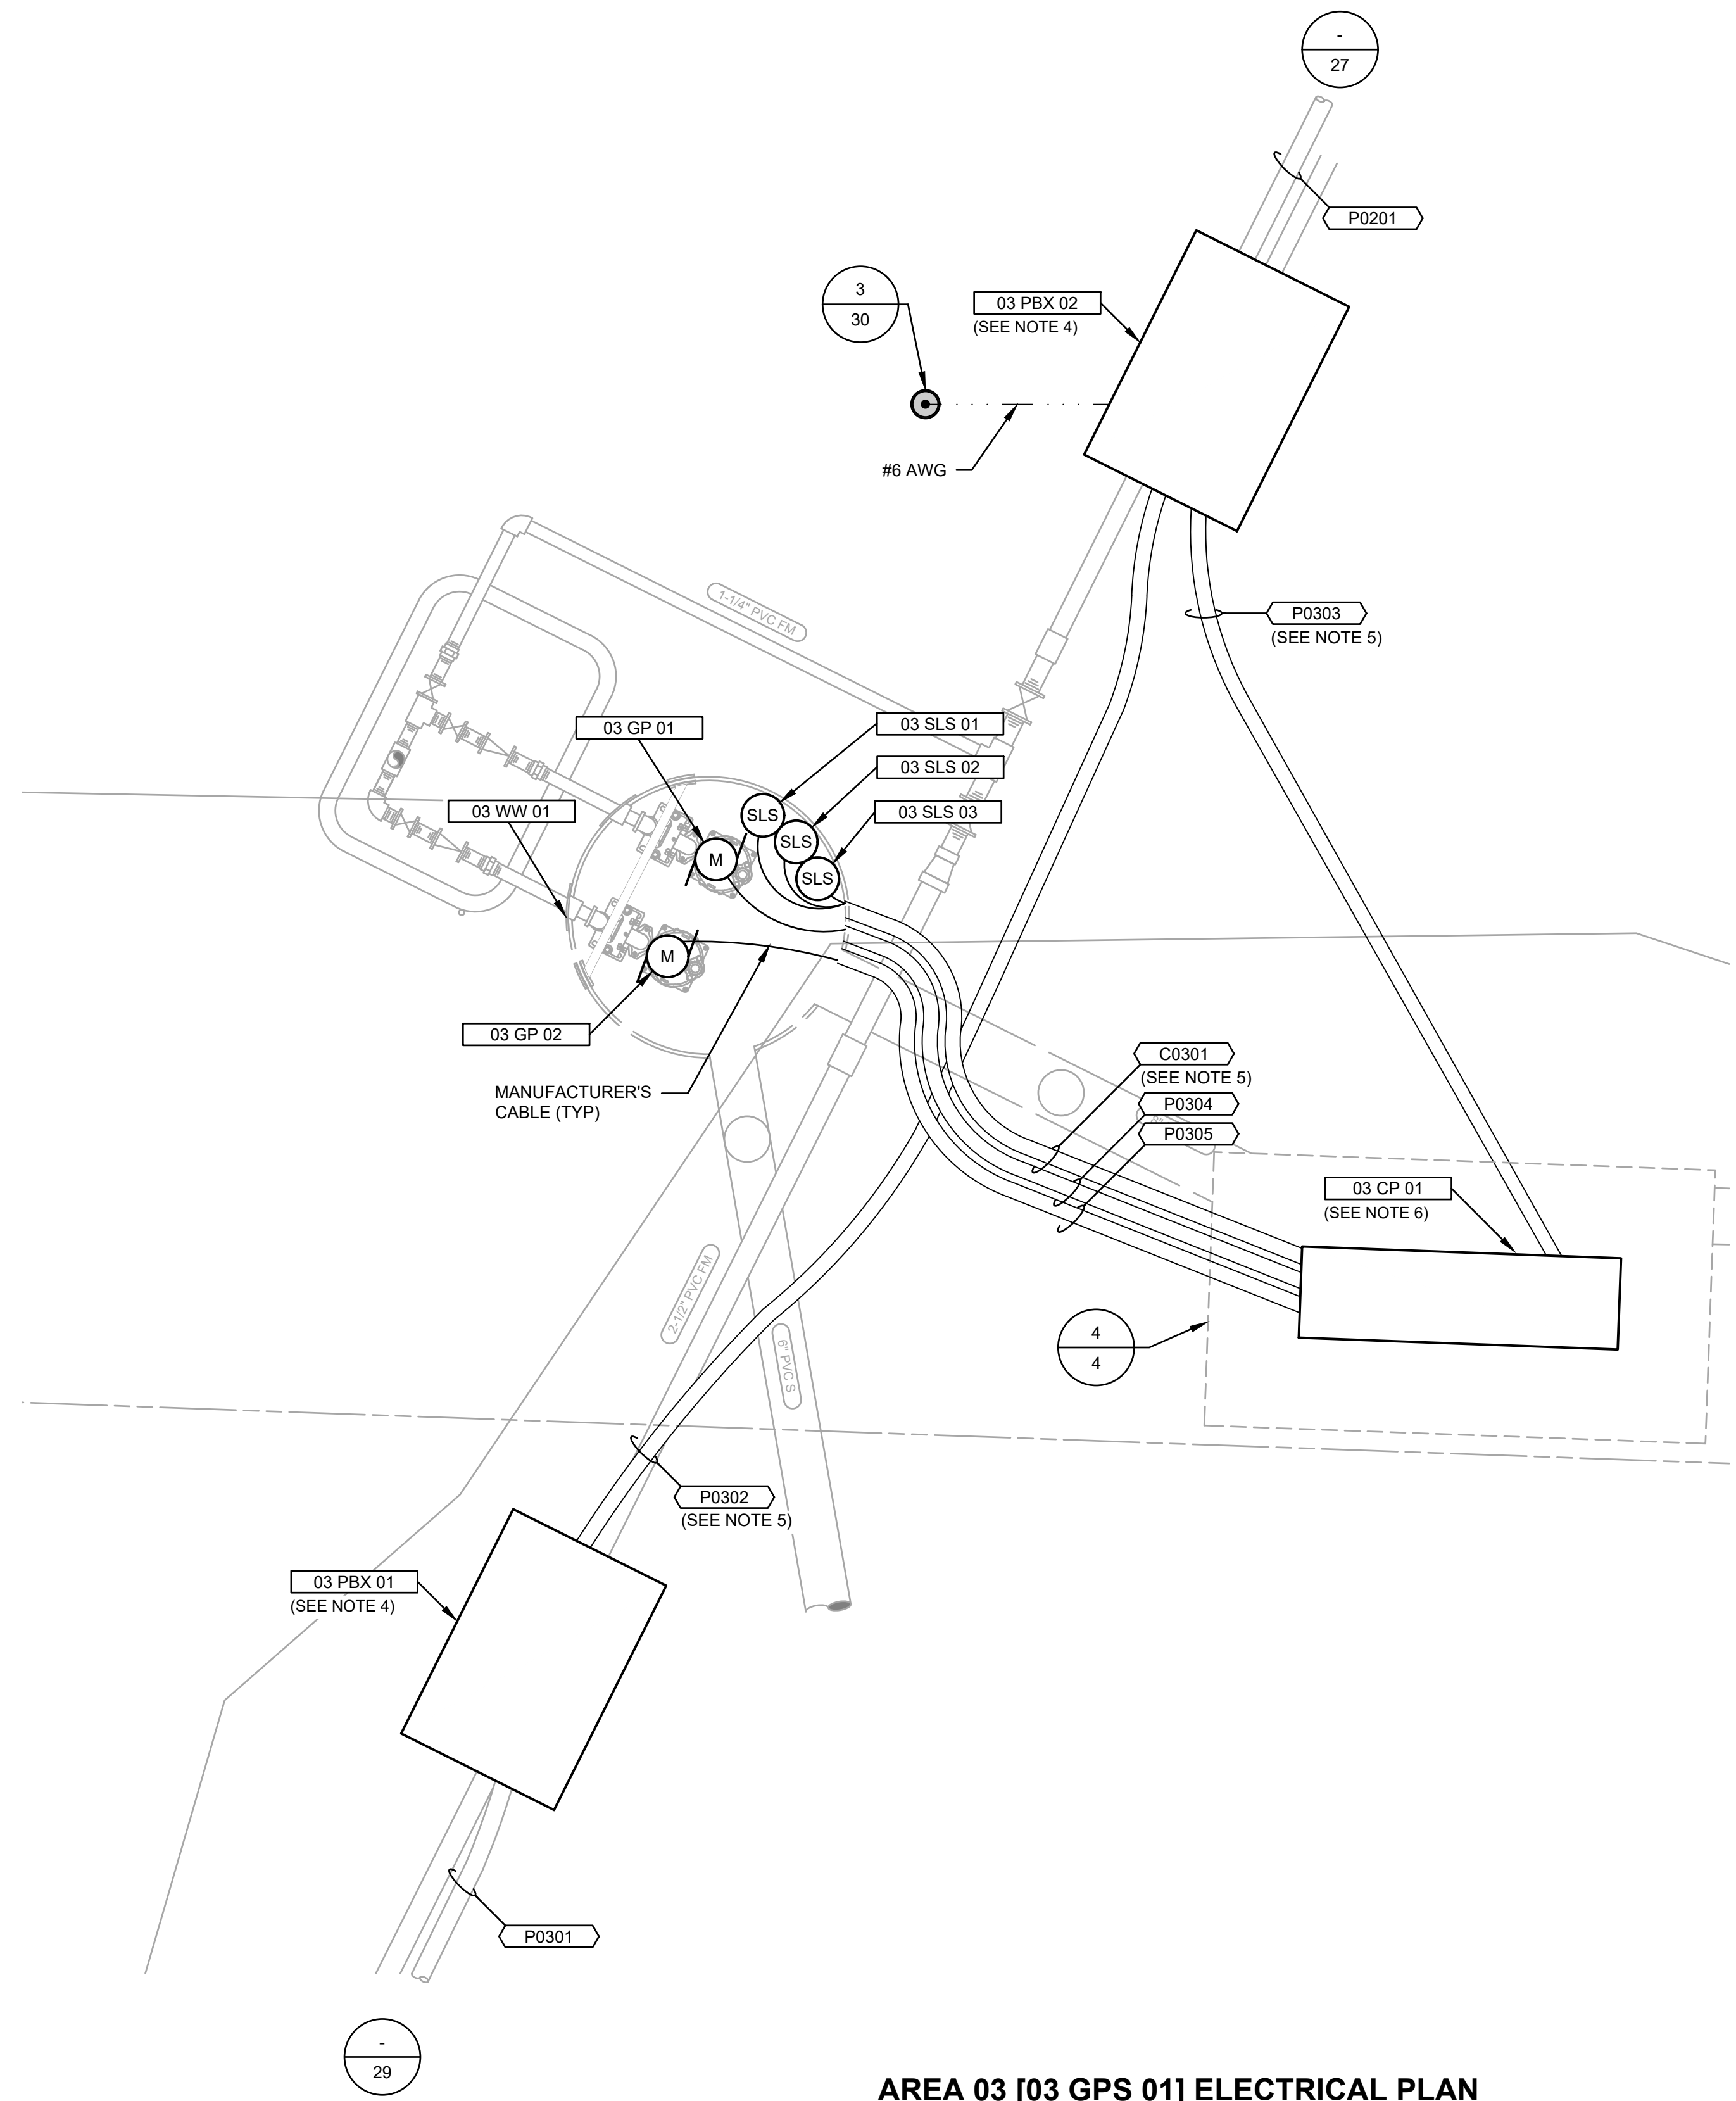 -
27
P0201
3
30
03 PBX 02
(SEE NOTE 4)
#6 AWG
1-1/4" PVC FM
P0303
(SEE NOTE 5)
03 GP 01
03 SLS 01
03 SLS 02
03 SLS 03
03 WW 01
SLS
SLS
SLS
M
M
03 GP 02
MANUFACTURER'S
CABLE (TYP)
C0301
(SEE NOTE 5)
P0304
P0305
03 CP 01
(SEE NOTE 6)
2-1/2" PVC FM
6" PVC S
4
4
P0302
(SEE NOTE 5)
03 PBX 01
(SEE NOTE 4)
P0301
-
29
AREA 03 [03 GPS 01] ELECTRICAL PLAN